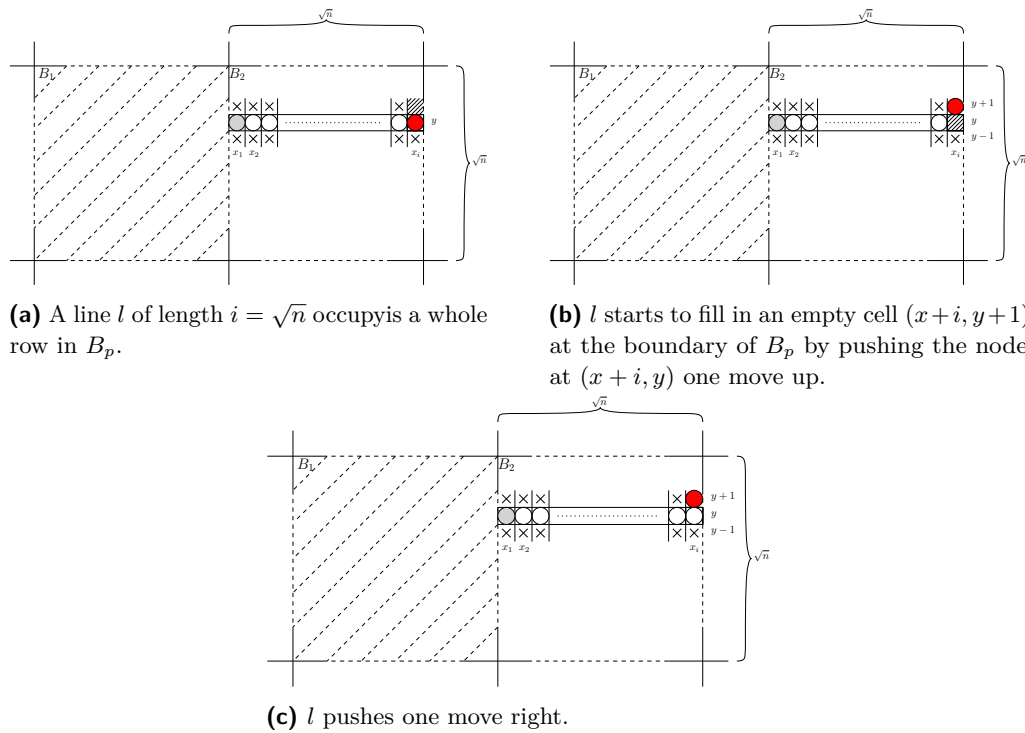 √n
√n
B₁
B₂
B₁
B₂
× × × ×
× × × ×
y
y + 1
y
y − 1
√n
√n
× × × × ×
× × × × ×
x₁ x₂ xᵢ
x₁ x₂ xᵢ
(a) A line l of length i = √n occupyis a whole
row in Bₚ.
(b) l starts to fill in an empty cell (x+i, y+1)
at the boundary of Bₚ by pushing the node
at (x + i, y) one move up.
√n
B₁
B₂
× × × ×
y + 1
y
y − 1
√n
× × × × ×
x₁ x₂ xᵢ
(c) l pushes one move right.